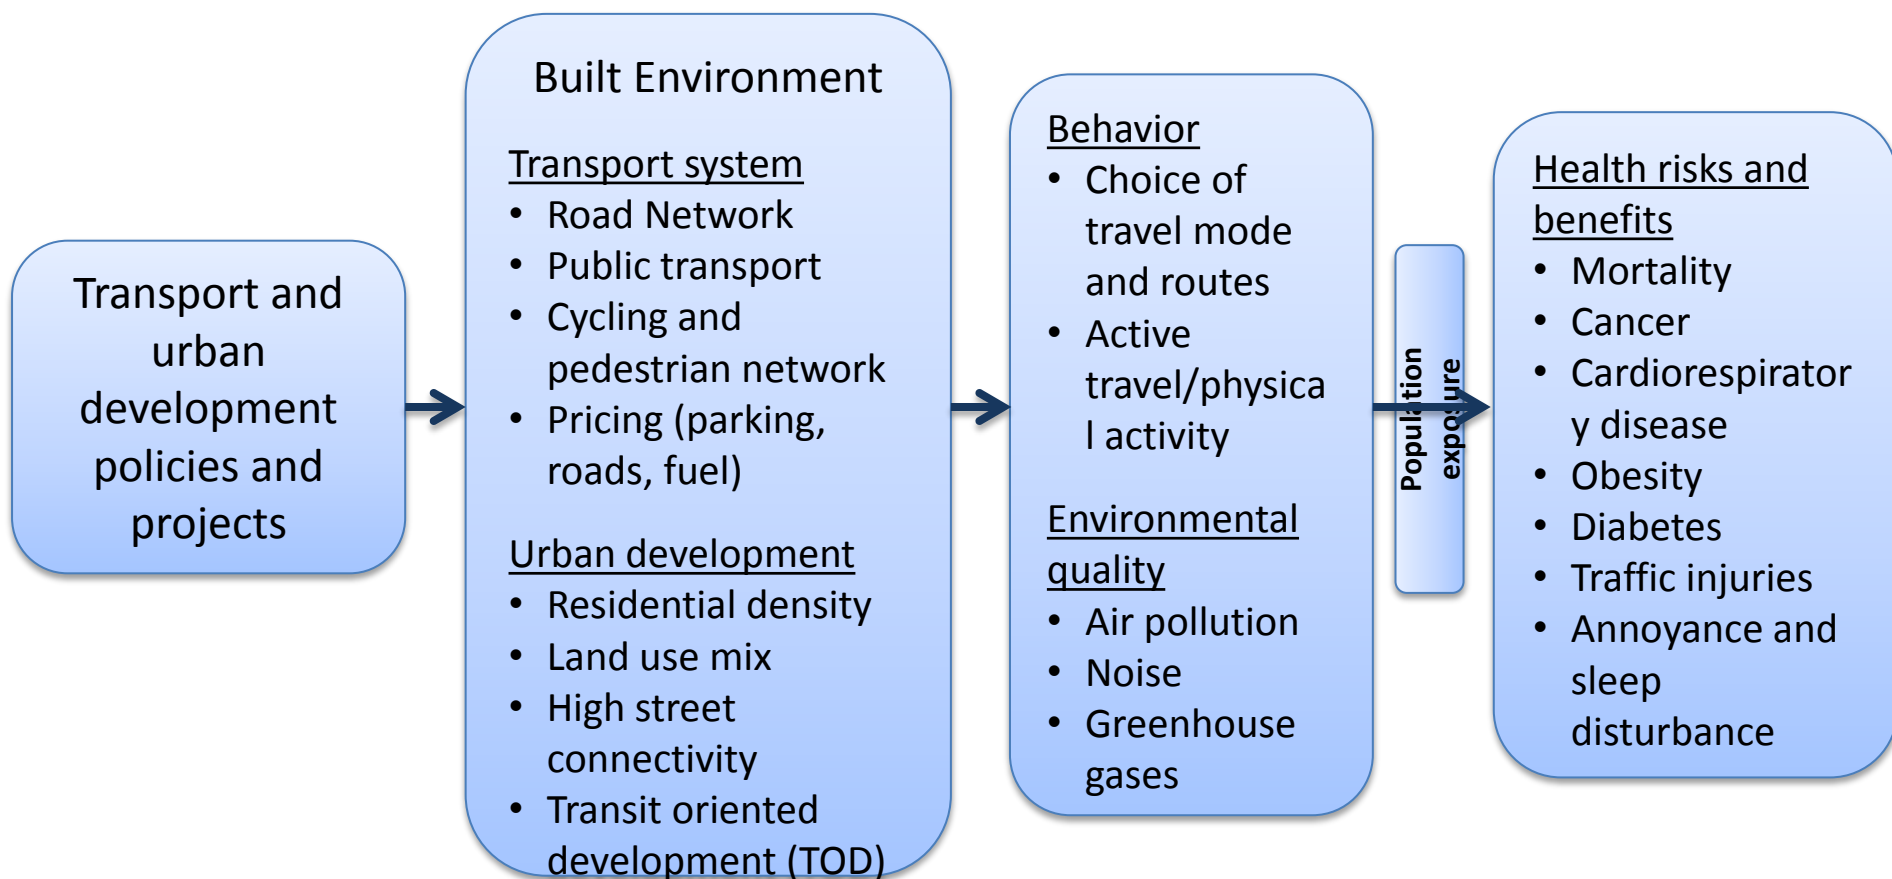 Transport and
urban
development
policies and
projects
Built Environment
Transport system
• Road Network
• Public transport
• Cycling and
pedestrian network
• Pricing (parking,
roads, fuel)
Urban development
• Residential density
• Land use mix
• High street
connectivity
• Transit oriented
development (TOD)
Behavior
• Choice of
travel mode
and routes
• Active
travel/physica
l activity
Environmental
quality
• Air pollution
• Noise
• Greenhouse
gases
Population
exposure
Health risks and
benefits
• Mortality
• Cancer
• Cardiorespirator
y disease
• Obesity
• Diabetes
• Traffic injuries
• Annoyance and
sleep
disturbance